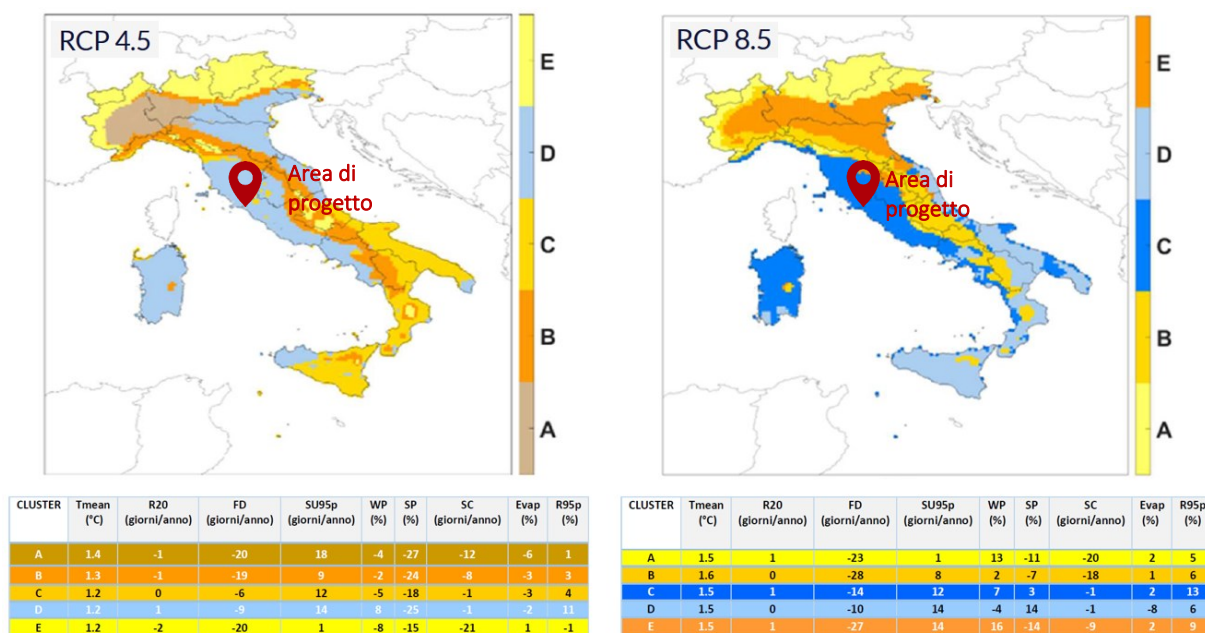 RCP 4.5
E
D
C
B
A
Area di
progetto
RCP 8.5
E
D
C
B
A
Area di
progetto
CLUSTER Tmean (°C) R20 (giorni/anno) FD (giorni/anno) SU95p (giorni/anno) WP (%) SP (%) SC (giorni/anno) Evap (%) R95p (%)
A 1.4 -1 -20 18 -4 -27 -12 -6 1
B 1.3 -1 -19 9 -2 -24 -8 -3 3
C 1.2 0 -6 12 -5 -18 -1 -3 4
D 1.2 1 -9 14 8 -25 -1 -2 11
E 1.2 -2 -20 1 -8 -15 -21 1 -1
CLUSTER Tmean (°C) R20 (giorni/anno) FD (giorni/anno) SU95p (giorni/anno) WP (%) SP (%) SC (giorni/anno) Evap (%) R95p (%)
A 1.5 1 -23 1 13 -11 -20 2 5
B 1.6 0 -28 8 2 -7 -18 1 6
C 1.5 1 -14 12 7 3 -1 2 13
D 1.5 0 -10 14 -4 14 -1 -8 6
E 1.5 1 -27 14 16 -14 -9 2 9